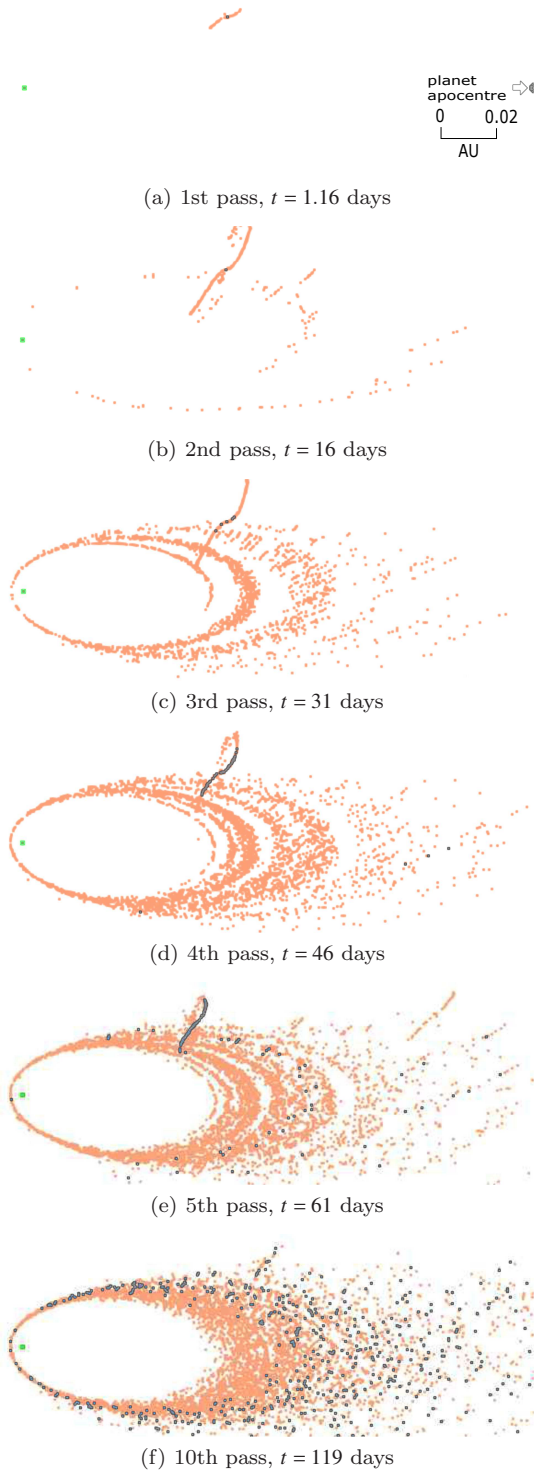 planet
apocentre
0 0.02
AU
(a) 1st pass, t = 1.16 days
(b) 2nd pass, t = 16 days
(c) 3rd pass, t = 31 days
(d) 4th pass, t = 46 days
(e) 5th pass, t = 61 days
(f) 10th pass, t = 119 days